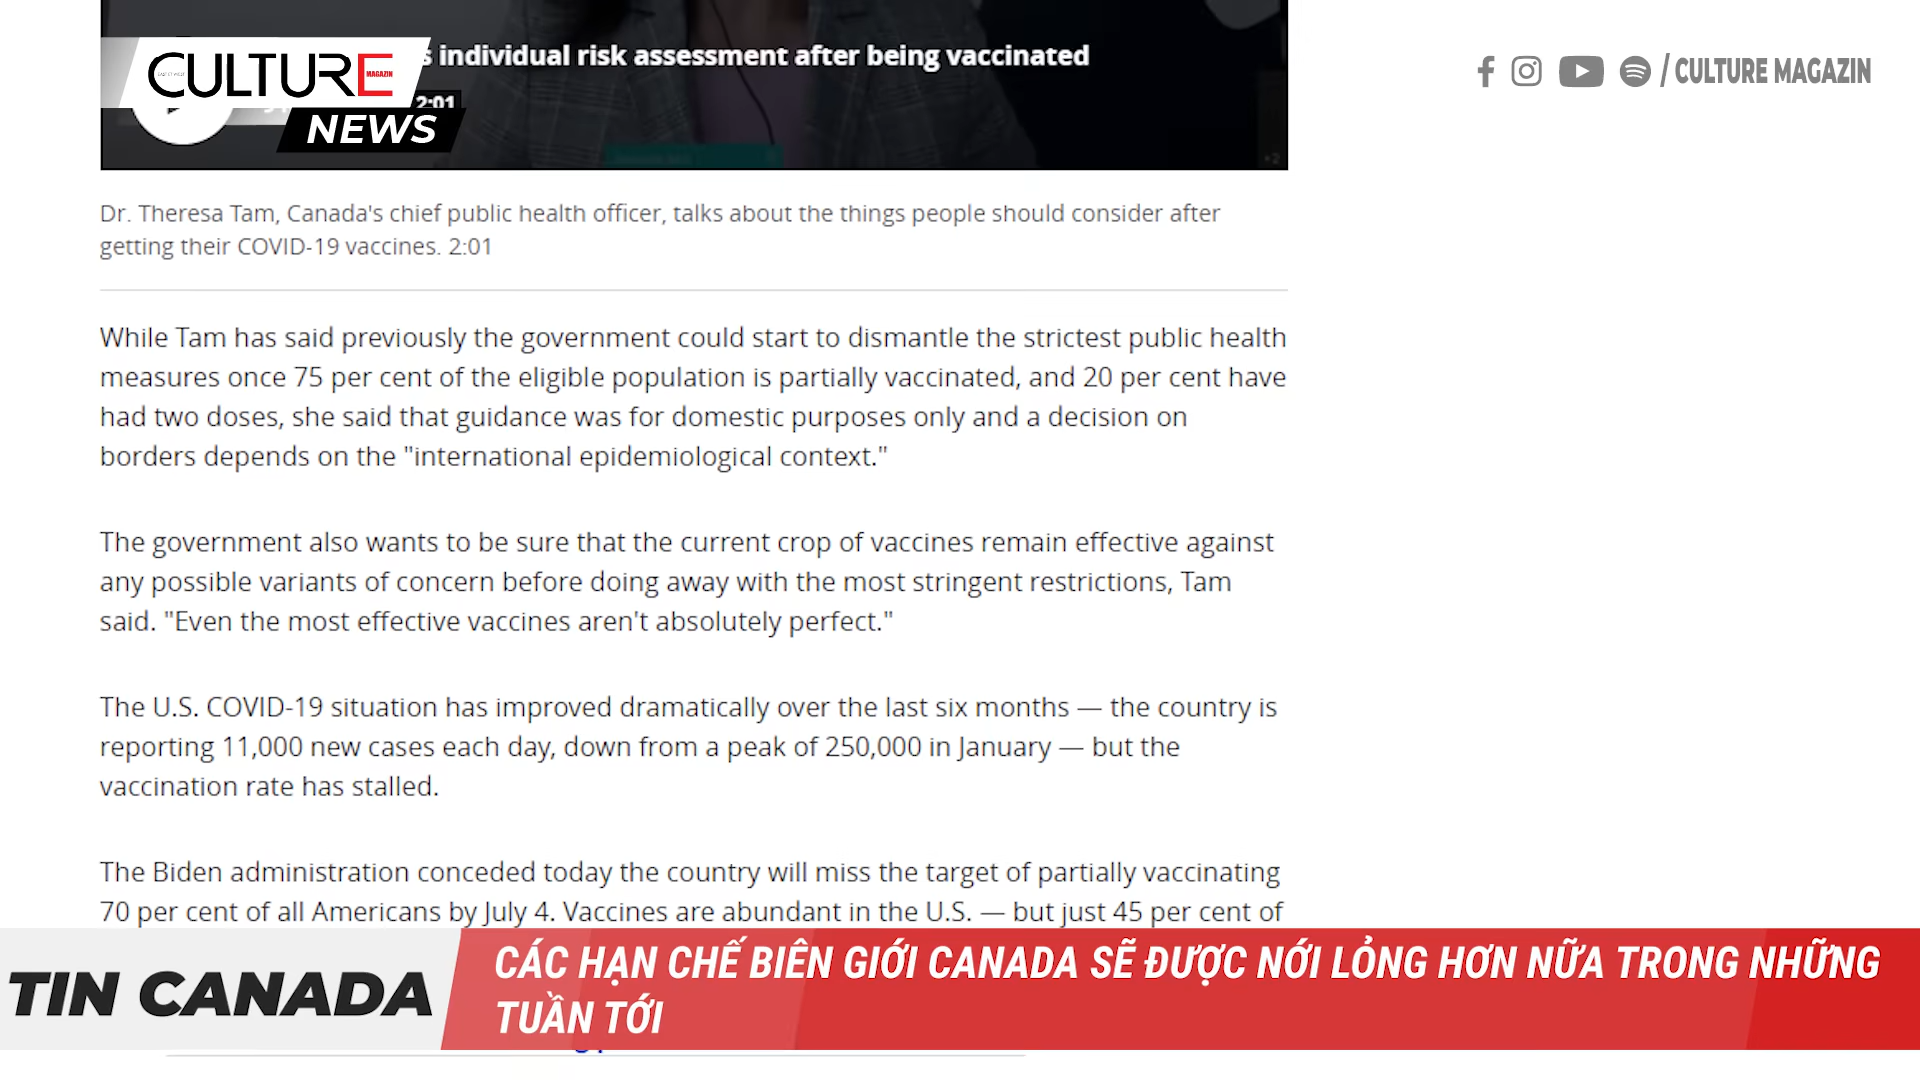 individual risk assessment after being vaccinated
CULTURE
MAGAZIN
NEWS
2:01
/ CULTURE MAGAZIN
+2
Dr. Theresa Tam, Canada's chief public health officer, talks about the things people should consider after
getting their COVID-19 vaccines. 2:01
While Tam has said previously the government could start to dismantle the strictest public health
measures once 75 per cent of the eligible population is partially vaccinated, and 20 per cent have
had two doses, she said that guidance was for domestic purposes only and a decision on
borders depends on the "international epidemiological context."
The government also wants to be sure that the current crop of vaccines remain effective against
any possible variants of concern before doing away with the most stringent restrictions, Tam
said. "Even the most effective vaccines aren't absolutely perfect."
The U.S. COVID-19 situation has improved dramatically over the last six months — the country is
reporting 11,000 new cases each day, down from a peak of 250,000 in January — but the
vaccination rate has stalled.
The Biden administration conceded today the country will miss the target of partially vaccinating
70 per cent of all Americans by July 4. Vaccines are abundant in the U.S. — but just 45 per cent of
TIN CANADA
CÁC HẠN CHẾ BIÊN GIỚI CANADA SẼ ĐƯỢC NỚI LỎNG HƠN NỮA TRONG NHỮNG
TUẦN TỚI